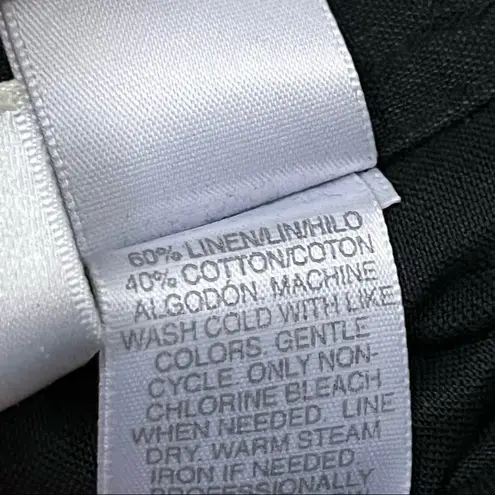 60% LINEN/LIN/HILO
40% COTTON/COTON
ALGODÓN. MACHINE
WASH COLD WITH LIKE
COLORS. GENTLE
CYCLE. ONLY NON-
CHLORINE BLEACH
WHEN NEEDED. LINE
DRY. WARM STEAM
IRON IF NEEDED
PROFESSIONALLY